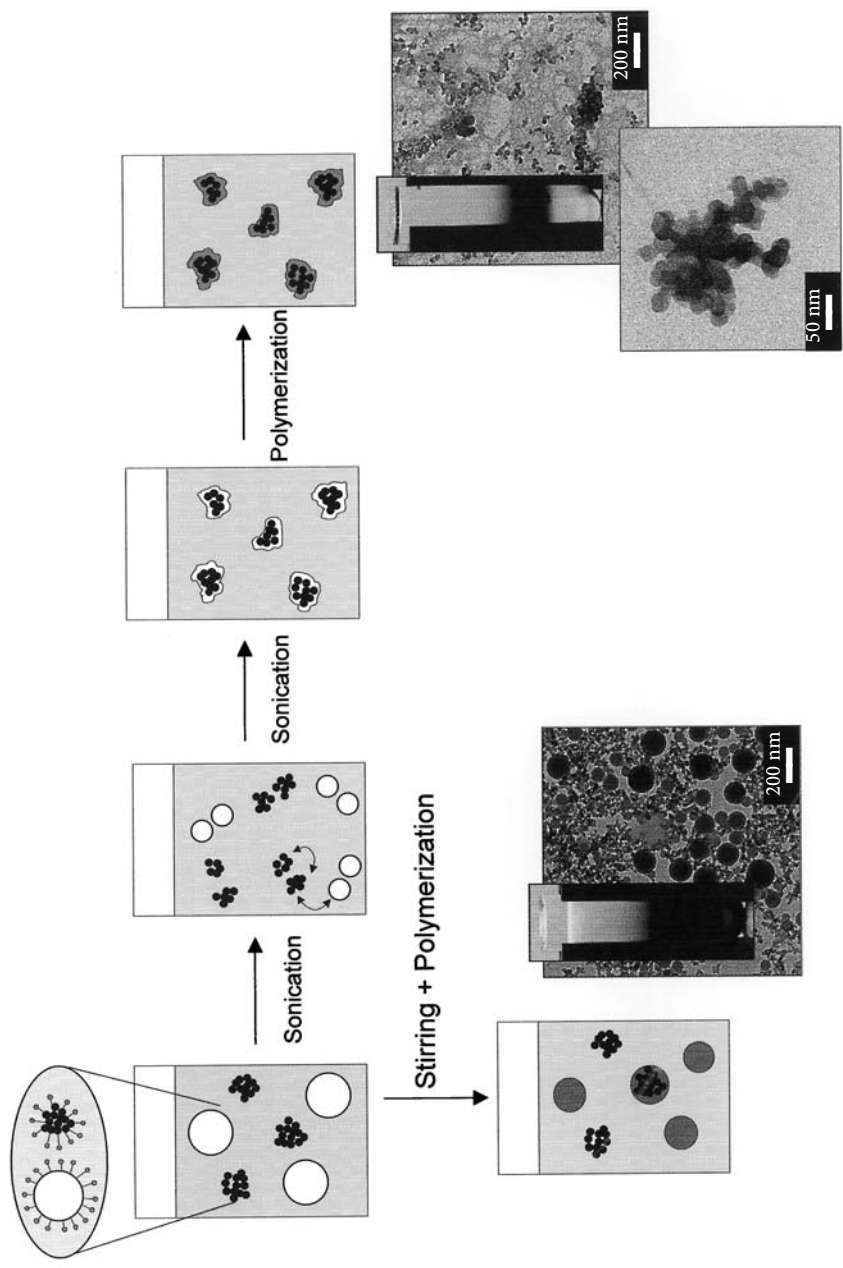 Sonication
Sonication
Polymerization
Stirring + Polymerization
200 nm
200 nm
50 nm